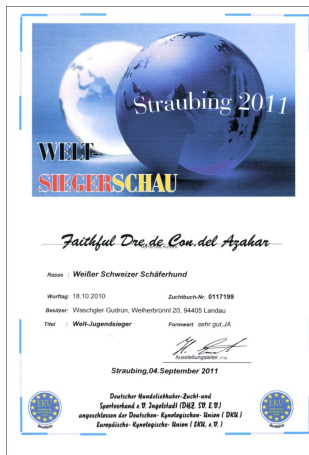 Straubing 2011
WELT-
SIEGERSCHAU
Faithful Dre.de Con.del Azahar
Rasse : Weißer Schweizer Schäferhund
Wurftag: 18.10.2010 Zuchtbuch-Nr. 0117199
Besitzer: Waschgler Gudrun, Weiherbrünnl 20, 94405 Landau
Titel : Welt-Jugendsieger Formwert sehr gut,JA
Ausstellungsleiter
Straubing,04.September 2011
Deutscher Hundeliebhaber-Zucht-und
Sportverband e.V. Ingolstadt (DHZ. SV. E.V.)
angeschlossen der Deutschen- Kynologischen- Union ( DKU )
Europäische- Kynologische- Union ( EKU, e.V. )
EKU
EKU